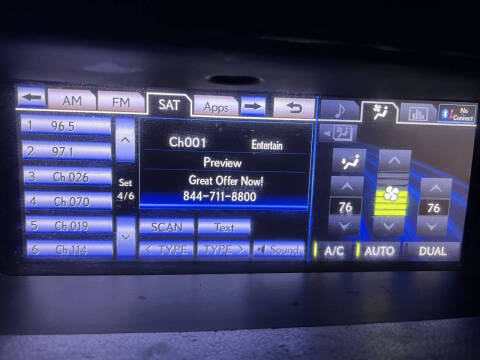 AM FM SAT Apps
No Connect
1 96.5
2 97.1
3 Ch 026
4 Ch 070
5 Ch 019
6 Ch 114
Set
4/6
Ch001 Entertain
Preview
Great Offer Now!
844-711-8800
SCAN Text
< TYPE TYPE > Sound
76 76
A/C AUTO DUAL